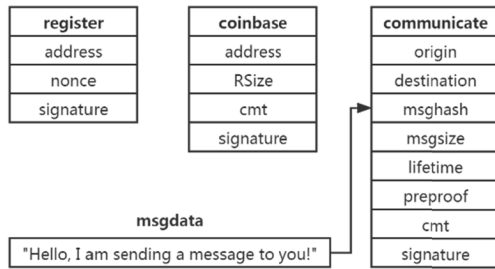 register
address
nonce
signature
coinbase
address
RSize
cmt
signature
communicate
origin
destination
msghash
msgsize
lifetime
preproof
cmt
signature
msgdata
"Hello, I am sending a message to you!"